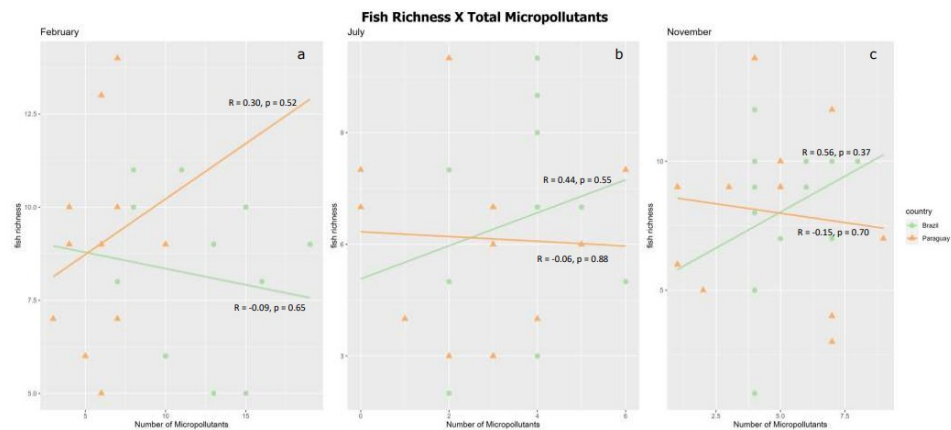 Fish Richness X Total Micropollutants
February
a
R = 0.30, p = 0.52
R = -0.09, p = 0.65
fish richness
12.5
10.0
7.5
5.0
5
10
15
Number of Micropollutants
July
b
R = 0.44, p = 0.55
R = -0.06, p = 0.88
fish richness
9
6
3
0
2
4
6
Number of Micropollutants
November
c
R = 0.56, p = 0.37
R = -0.15, p = 0.70
fish richness
10
5
2.5
5.0
7.5
Number of Micropollutants
country
Brazil
Paraguay